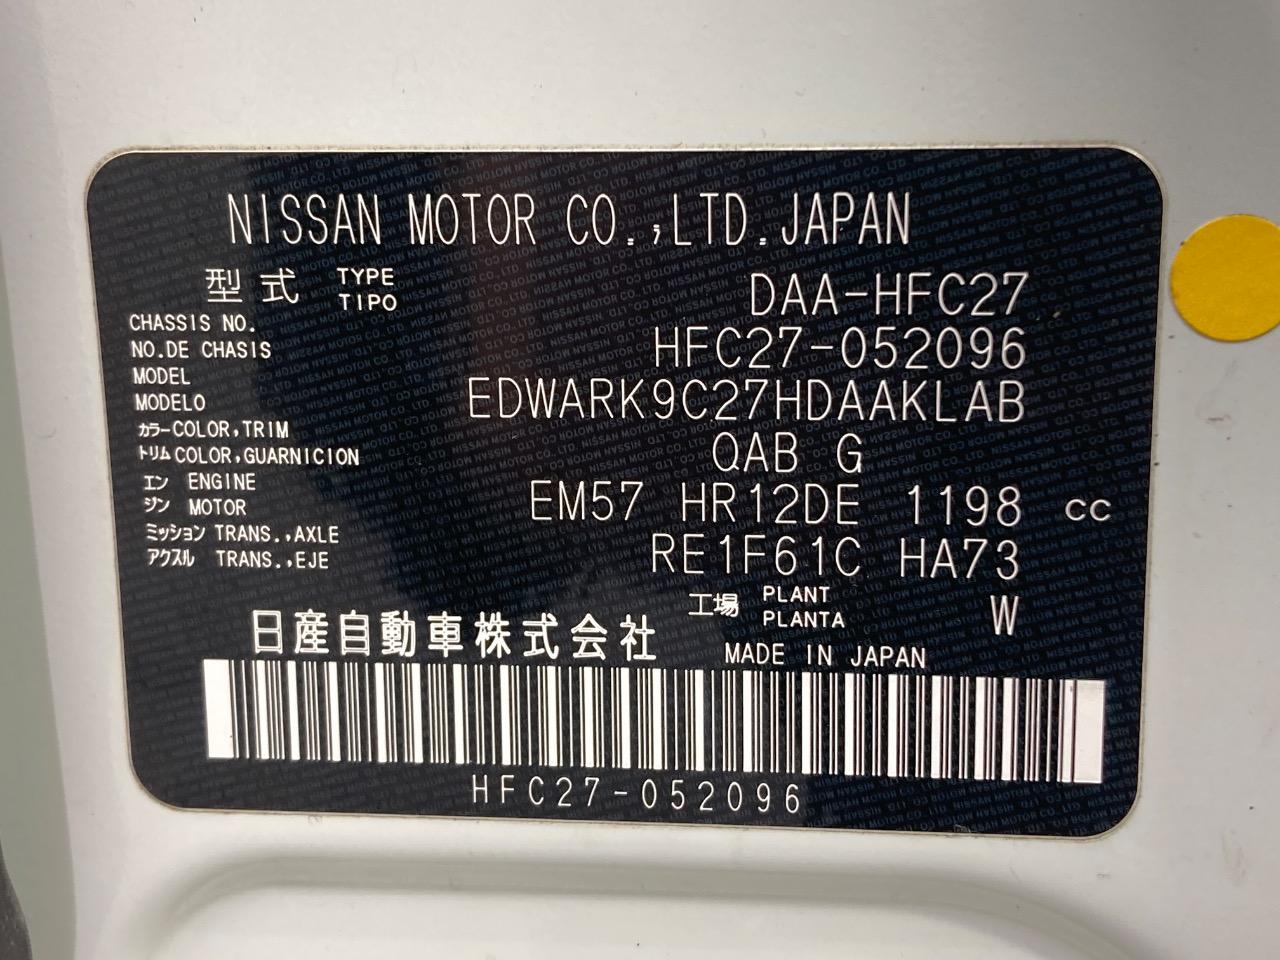 NISSAN MOTOR CO.,LTD.JAPAN
型式 TYPE TIPO DAA-HFC27
CHASSIS NO.
NO.DE CHASIS HFC27-052096
MODEL
MODELO EDWARK9C27HDAAKLAB
カラー COLOR,TRIM
トリム COLOR,GUARNICION QAB G
エン ENGINE
ジン MOTOR EM57 HR12DE 1198 CC
ミッション TRANS.,AXLE
アクスル TRANS.,EJE RE1F61C HA73
工場 PLANT PLANTA W
日産自動車株式会社 MADE IN JAPAN
HFC27-052096